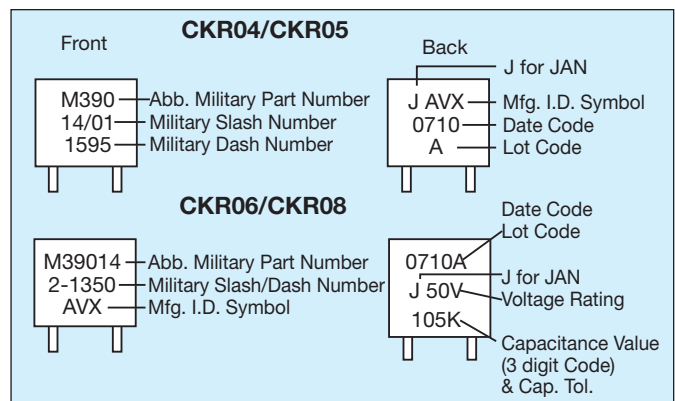 CKR04/CKR05
Front
M390
14/01
1595
Abb. Military Part Number
Military Slash Number
Military Dash Number
Back
J for JAN
J AVX
0710
A
Mfg. I.D. Symbol
Date Code
Lot Code
CKR06/CKR08
M39014
2-1350
AVX
Abb. Military Part Number
Military Slash/Dash Number
Mfg. I.D. Symbol
Date Code
Lot Code
0710A
J 50V
105K
J for JAN
Voltage Rating
Capacitance Value
(3 digit Code)
& Cap. Tol.